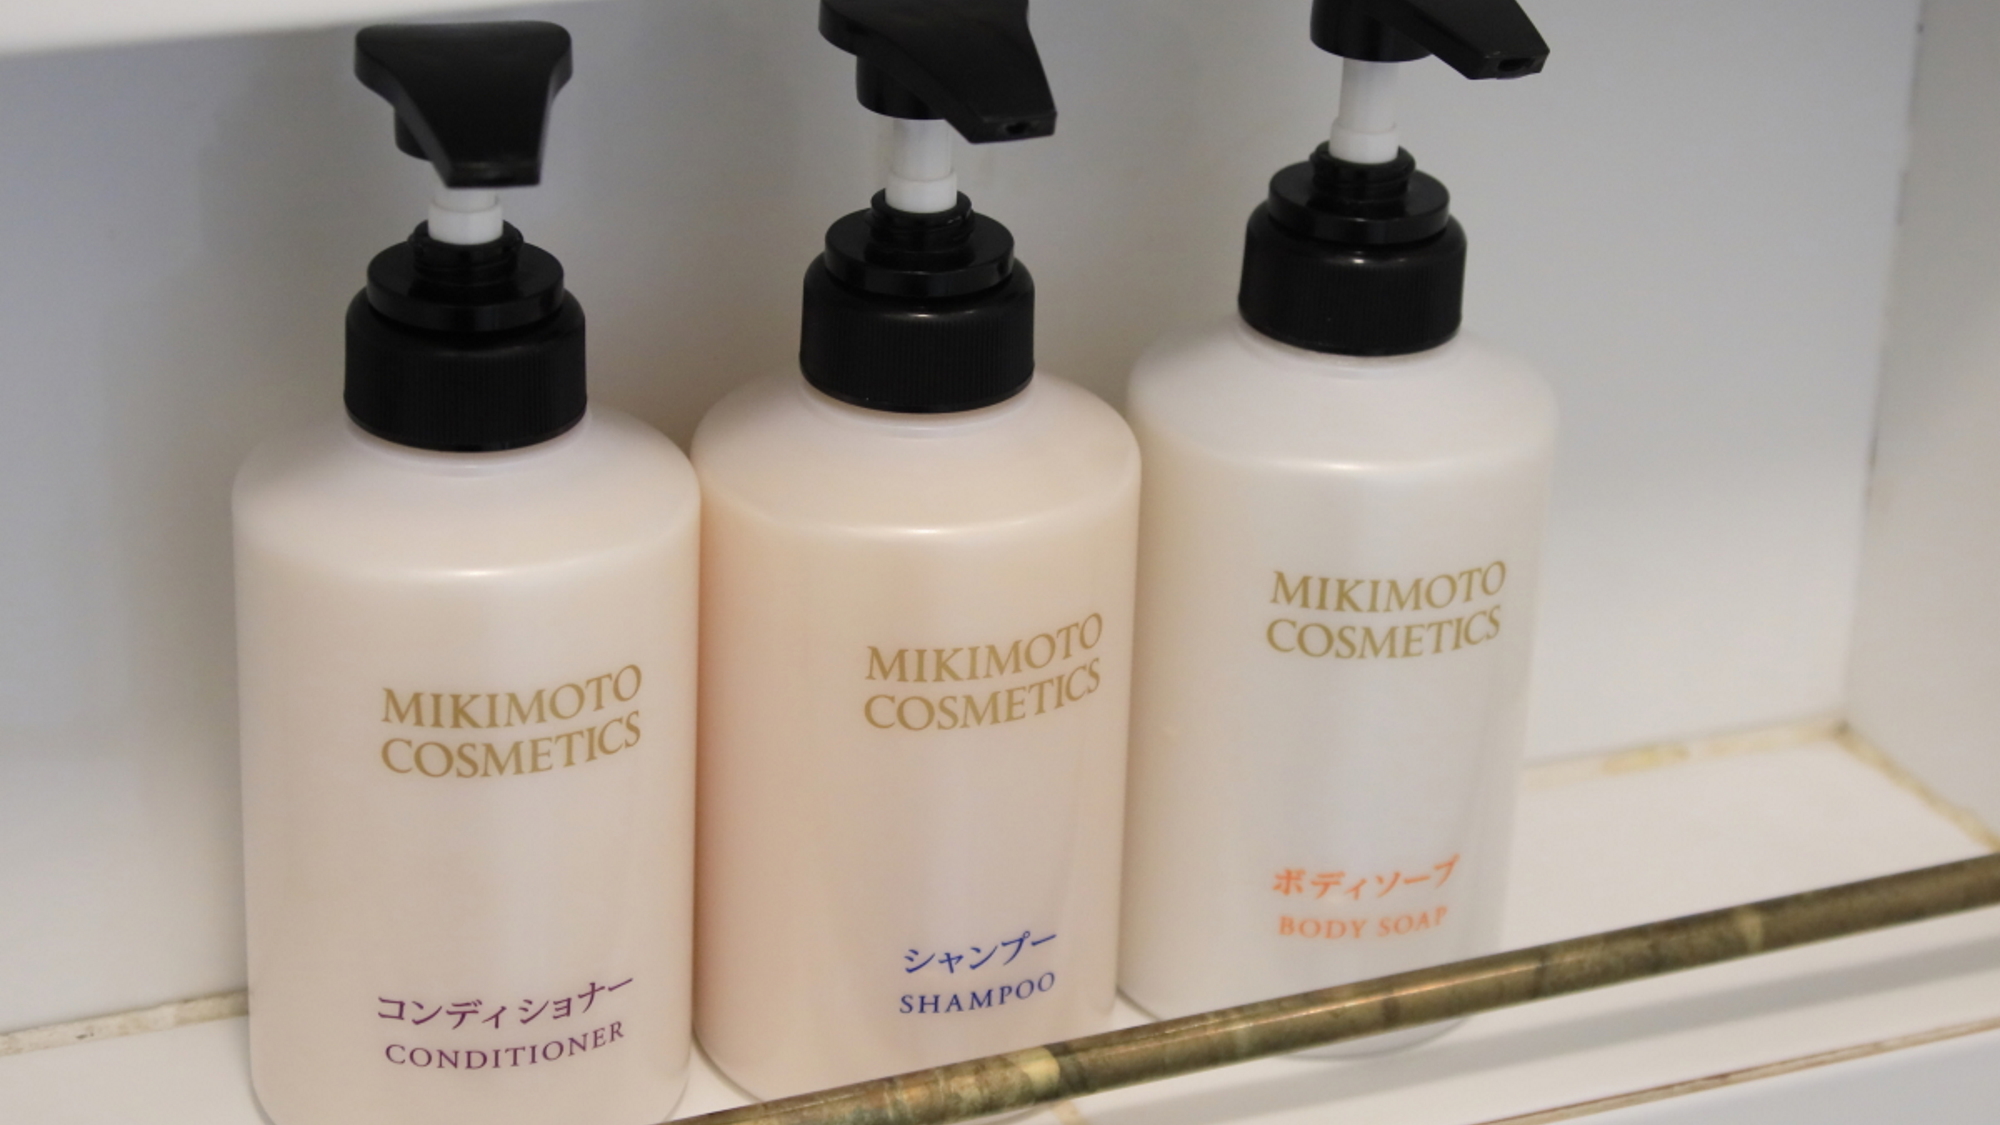 MIKIMOTO
COSMETICS
コンディショナー
CONDITIONER
MIKIMOTO
COSMETICS
シャンプー
SHAMPOO
MIKIMOTO
COSMETICS
ボディソープ
BODY SOAP